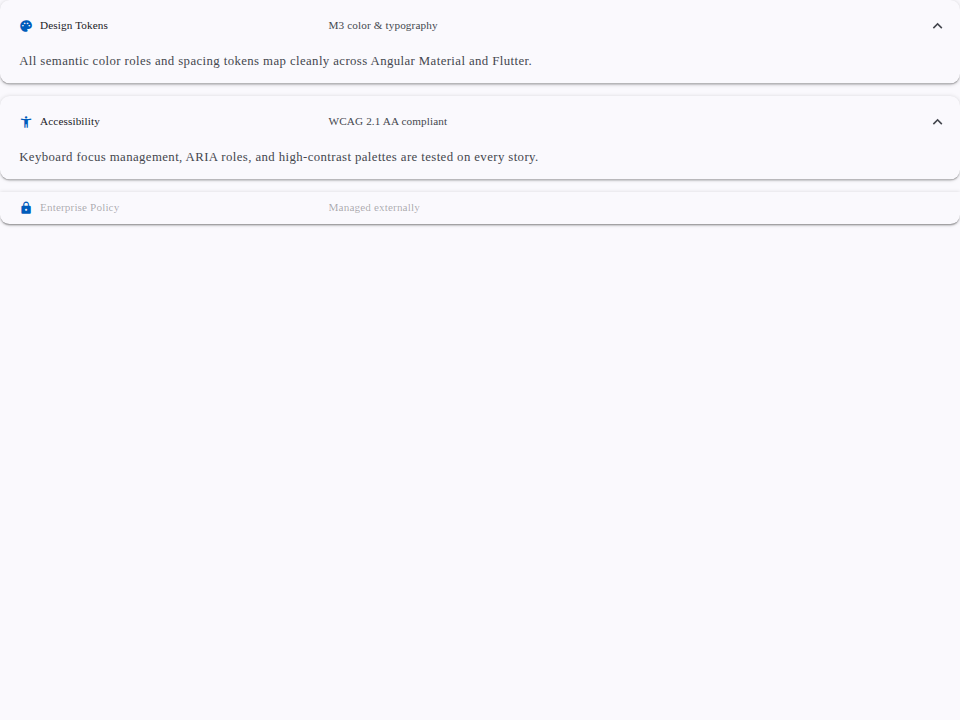 Design Tokens M3 color & typography
All semantic color roles and spacing tokens map cleanly across Angular Material and Flutter.
Accessibility WCAG 2.1 AA compliant
Keyboard focus management, ARIA roles, and high-contrast palettes are tested on every story.
Enterprise Policy Managed externally